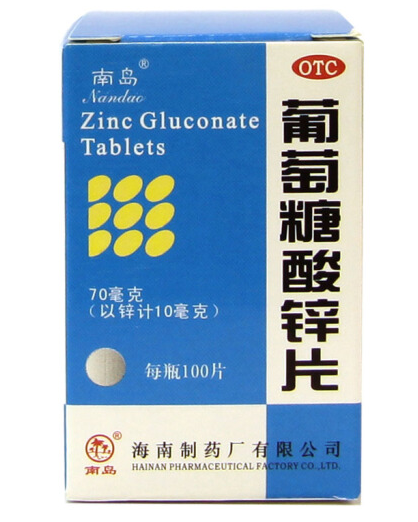 南岛®
Nandao
Zinc Gluconate
Tablets
70毫克
(以锌计10毫克)
每瓶100片
OTC
葡萄糖酸锌片
®
南岛
海南制药厂有限公司
HAINAN PHARMACEUTICAL FACTORY CO.,LTD.